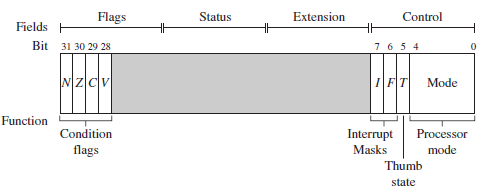 Fields Flags Status Extension Control
Bit 31 30 29 28 7 6 5 4 0
N Z C V I F T Mode
Function
Condition flags
Interrupt Masks
Thumb state
Processor mode